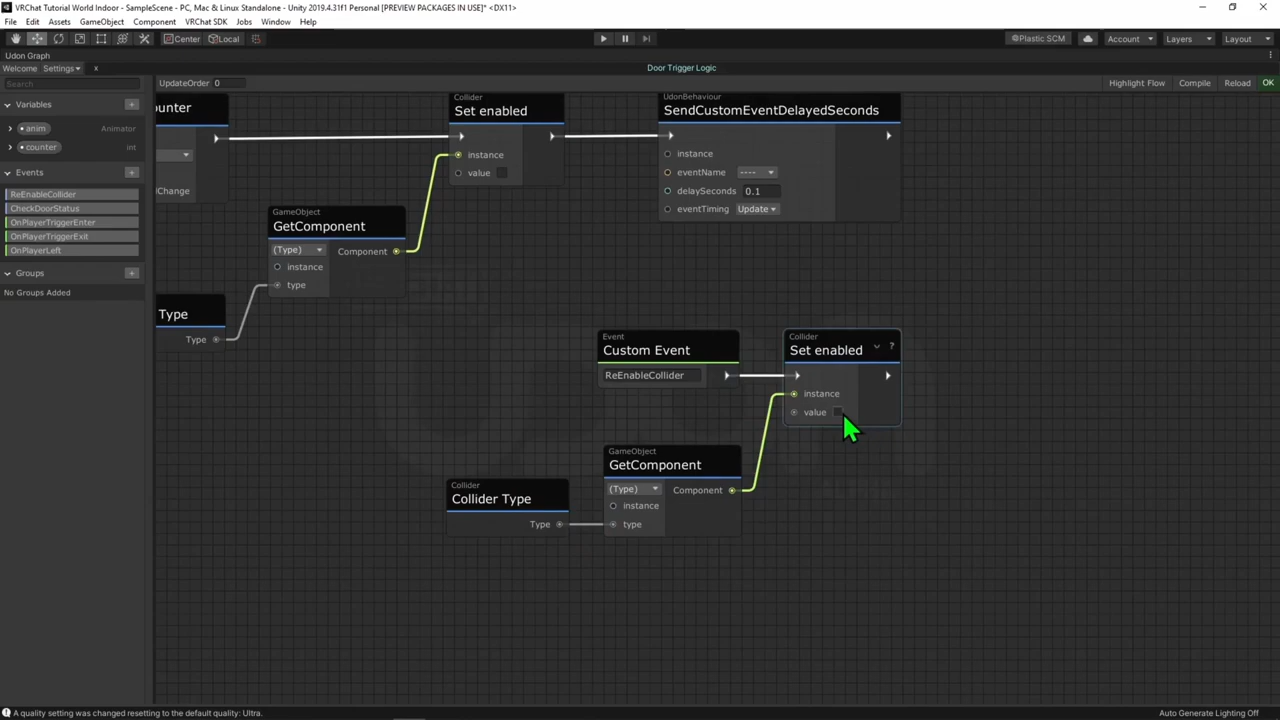 VRChat Tutorial World Indoor - SampleScene - PC, Mac & Linux Standalone - Unity 2019.4.31f1 Personal [PREVIEW PACKAGES IN USE]* <DX11>
File Edit Assets GameObject Component VRChat SDK Jobs Window Help
Center Local Plastic SCM Account Layers Layout
Udon Graph
Welcome Settings x Door Trigger Logic
Search UpdateOrder 0 Highlight Flow Compile Reload OK
Variables +
anim Animator
counter int
Events +
ReEnableCollider
CheckDoorStatus
OnPlayerTriggerEnter
OnPlayerTriggerExit
OnPlayerLeft
Groups +
No Groups Added
ounter
dChange
Collider
Set enabled
instance
value
UdonBehaviour
SendCustomEventDelayedSeconds
instance
eventName ----
delaySeconds 0.1
eventTiming Update
GameObject
GetComponent
(Type) Component
instance
type
Type
Type
Event
Custom Event
ReEnableCollider
Collider
Set enabled ?
instance
value
GameObject
GetComponent
(Type) Component
instance
type
Collider
Collider Type
Type
A quality setting was changed resetting to the default quality: Ultra. Auto Generate Lighting Off